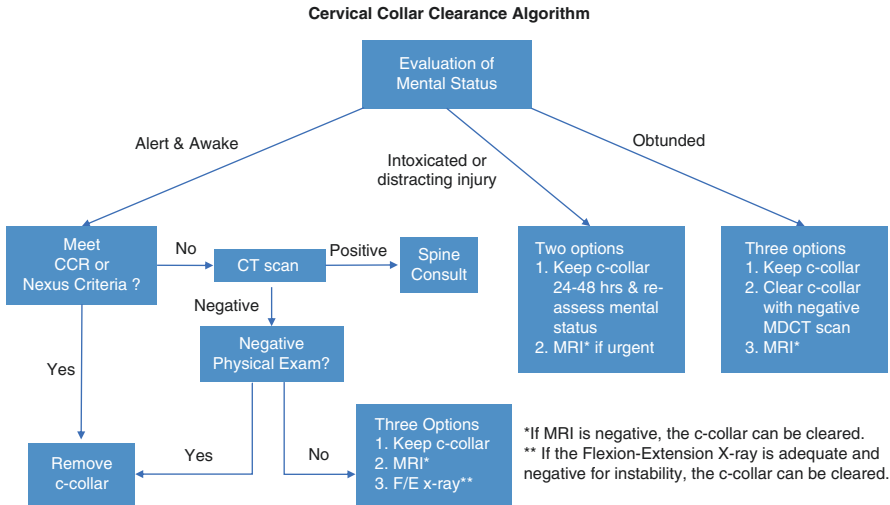 Cervical Collar Clearance Algorithm
Evaluation of
Mental Status
Alert & Awake
Intoxicated or
distracting injury
Obtunded
Meet
CCR or
Nexus Criteria ?
No
CT scan
Positive
Spine
Consult
Two options
1. Keep c-collar
24-48 hrs & re-
assess mental
status
2. MRI* if urgent
Three options
1. Keep c-collar
2. Clear c-collar
with negative
MDCT scan
3. MRI*
Negative
Negative
Physical Exam?
Yes
Remove
c-collar
Yes
No
Three Options
1. Keep c-collar
2. MRI*
3. F/E x-ray**
*If MRI is negative, the c-collar can be cleared.
** If the Flexion-Extension X-ray is adequate and
negative for instability, the c-collar can be cleared.